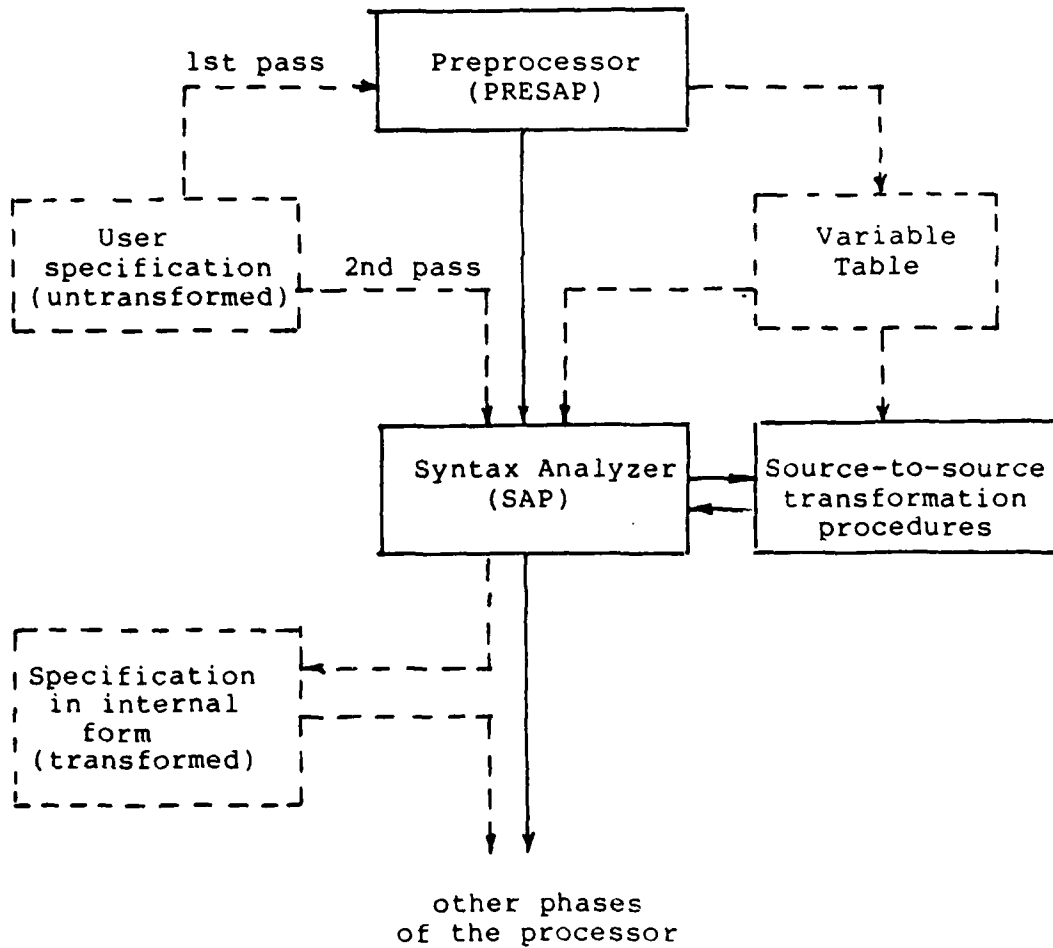 1st pass
Preprocessor
(PRESAP)
User
specification
(untransformed)
2nd pass
Variable
Table
Syntax Analyzer
(SAP)
Source-to-source
transformation
procedures
Specification
in internal
form
(transformed)
other phases
of the processor